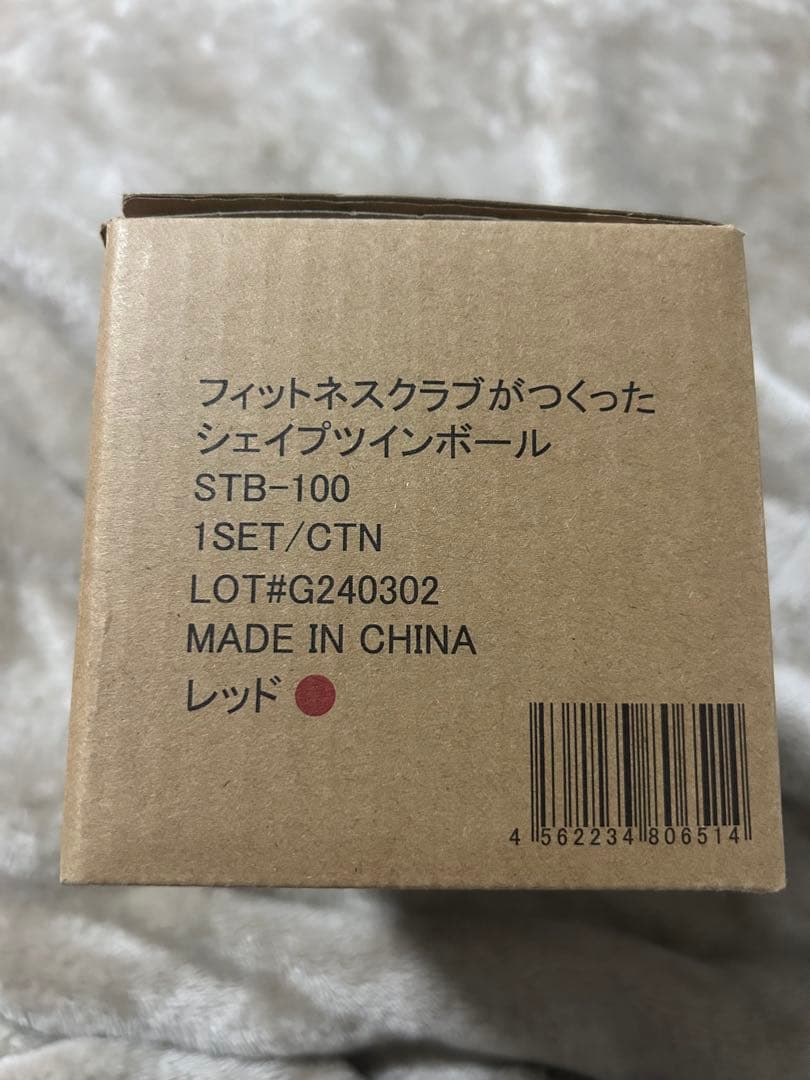 フィットネスクラブがつくった
シェイプツインボール
STB-100
1SET/CTN
LOT#G240302
MADE IN CHINA
レッド
4 562234 806514